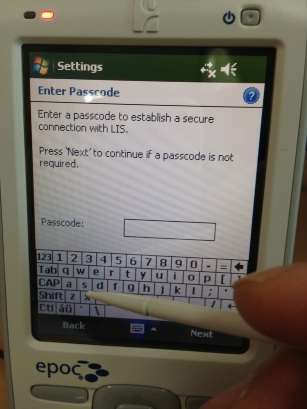 Settings
Enter Passcode
?
Enter a passcode to establish a secure
connection with LIS.
Press 'Next' to continue if a passcode is not
required.
Passcode:
123 1 2 3 4 5 6 7 8 9 0 - =
Tab q w e r t y u i o p [
CAP a s d f g h j k l ;
Shift z x /
Ctl áü ` \
Back
Next
epoc